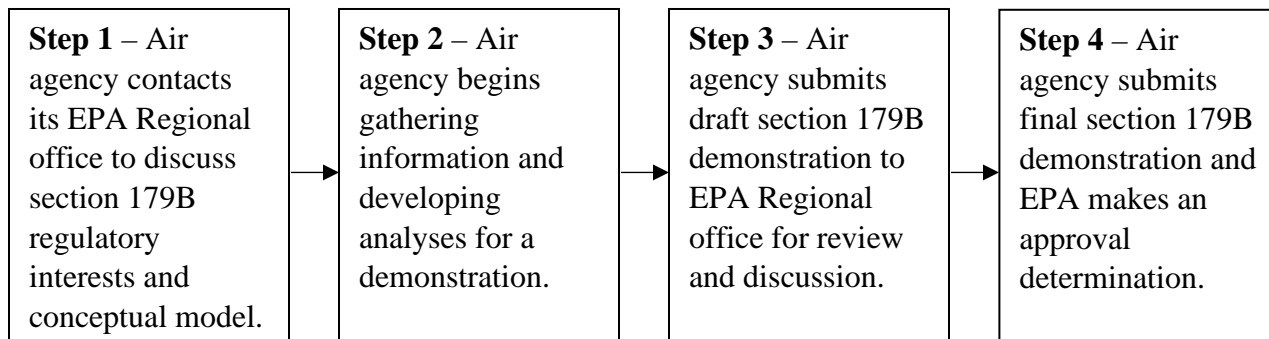 Step 1 – Air
agency contacts
its EPA Regional
office to discuss
section 179B
regulatory
interests and
conceptual model.
Step 2 – Air
agency begins
gathering
information and
developing
analyses for a
demonstration.
Step 3 – Air
agency submits
draft section 179B
demonstration to
EPA Regional
office for review
and discussion.
Step 4 – Air
agency submits
final section 179B
demonstration and
EPA makes an
approval
determination.